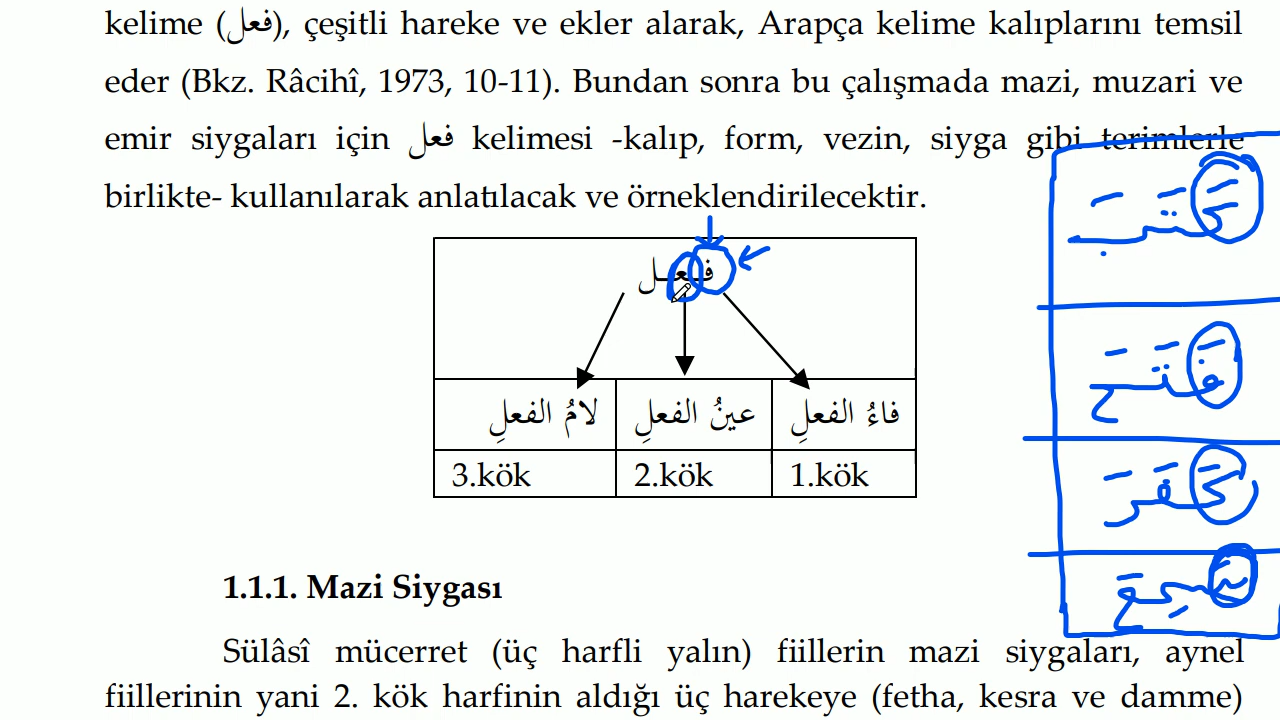 kelime (فعل), çeşitli hareke ve ekler alarak, Arapça kelime kalıplarını temsil
eder (Bkz. Râcihî, 1973, 10-11). Bundan sonra bu çalışmada mazi, muzari ve
emir siygaları için فعل kelimesi -kalıp, form, vezin, siyga gibi terimlerle
birlikte- kullanılarak anlatılacak ve örneklendirilecektir.
فـعـل
فاءُ الفعلِ عينُ الفعلِ لامُ الفعلِ
3.kök 2.kök 1.kök
1.1.1. Mazi Siygası
Sülâsî mücerret (üç harfli yalın) fiillerin mazi siygaları, aynel
fiillerinin yani 2. kök harfinin aldığı üç harekeye (fetha, kesra ve damme)